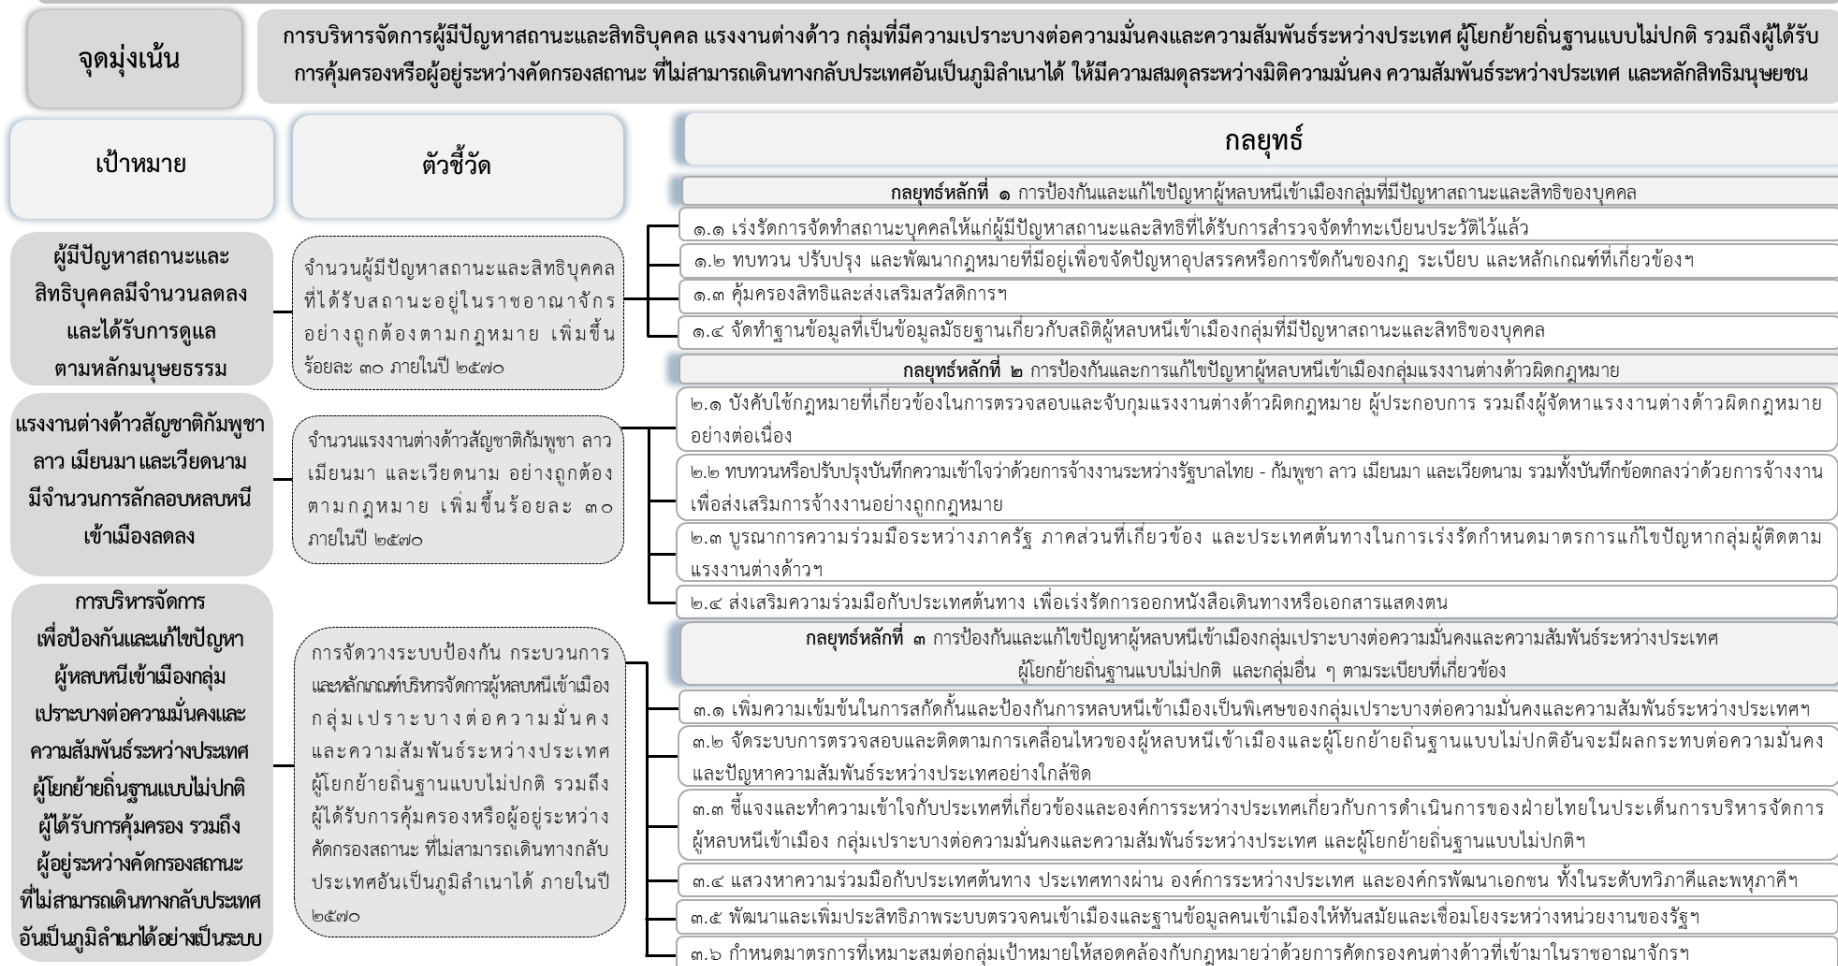 จุดมุ่งเน้น
การบริหารจัดการผู้มีปัญหาสถานะและสิทธิบุคคล แรงงานต่างด้าว กลุ่มที่มีความเปราะบางต่อความมั่นคงและความสัมพันธ์ระหว่างประเทศ ผู้โยกย้ายถิ่นฐานแบบไม่ปกติ รวมถึงผู้ได้รับ
การคุ้มครองหรือผู้อยู่ระหว่างคัดกรองสถานะ ที่ไม่สามารถเดินทางกลับประเทศอันเป็นภูมิลำเนาได้ ให้มีความสมดุลระหว่างมิติความมั่นคง ความสัมพันธ์ระหว่างประเทศ และหลักสิทธิมนุษยชน
เป้าหมาย
ตัวชี้วัด
กลยุทธ์
ผู้มีปัญหาสถานะและ
สิทธิบุคคลมีจำนวนลดลง
และได้รับการดูแล
ตามหลักมนุษยธรรม
จำนวนผู้มีปัญหาสถานะและสิทธิบุคคล
ที่ได้รับสถานะอยู่ในราชอาณาจักร
อย่างถูกต้องตามกฎหมาย เพิ่มขึ้น
ร้อยละ ๓๐ ภายในปี ๒๕๗๐
กลยุทธ์หลักที่ ๑ การป้องกันและแก้ไขปัญหาผู้หลบหนีเข้าเมืองกลุ่มที่มีปัญหาสถานะและสิทธิของบุคคล
๑.๑ เร่งรัดการจัดทำสถานะบุคคลให้แก่ผู้มีปัญหาสถานะและสิทธิที่ได้รับการสำรวจจัดทำทะเบียนประวัติไว้แล้ว
๑.๒ ทบทวน ปรับปรุง และพัฒนากฎหมายที่มีอยู่เพื่อขจัดปัญหาอุปสรรคหรือการขัดกันของกฎ ระเบียบ และหลักเกณฑ์ที่เกี่ยวข้องฯ
๑.๓ คุ้มครองสิทธิและส่งเสริมสวัสดิการฯ
๑.๔ จัดทำฐานข้อมูลที่เป็นข้อมูลมัธยฐานเกี่ยวกับสถิติผู้หลบหนีเข้าเมืองกลุ่มที่มีปัญหาสถานะและสิทธิของบุคคล
แรงงานต่างด้าวสัญชาติกัมพูชา
ลาว เมียนมา และเวียดนาม
มีจำนวนการลักลอบหลบหนี
เข้าเมืองลดลง
จำนวนแรงงานต่างด้าวสัญชาติกัมพูชา ลาว
เมียนมา และเวียดนาม อย่างถูกต้อง
ตามกฎหมาย เพิ่มขึ้นร้อยละ ๓๐
ภายในปี ๒๕๗๐
กลยุทธ์หลักที่ ๒ การป้องกันและการแก้ไขปัญหาผู้หลบหนีเข้าเมืองกลุ่มแรงงานต่างด้าวผิดกฎหมาย
๒.๑ บังคับใช้กฎหมายที่เกี่ยวข้องในการตรวจสอบและจับกุมแรงงานต่างด้าวผิดกฎหมาย ผู้ประกอบการ รวมถึงผู้จัดหาแรงงานต่างด้าวผิดกฎหมาย
อย่างต่อเนื่อง
๒.๒ ทบทวนหรือปรับปรุงบันทึกความเข้าใจว่าด้วยการจ้างงานระหว่างรัฐบาลไทย - กัมพูชา ลาว เมียนมา และเวียดนาม รวมทั้งบันทึกข้อตกลงว่าด้วยการจ้างงาน
เพื่อส่งเสริมการจ้างงานอย่างถูกกฎหมาย
๒.๓ บูรณาการความร่วมมือระหว่างภาครัฐ ภาคส่วนที่เกี่ยวข้อง และประเทศต้นทางในการเร่งรัดกำหนดมาตรการแก้ไขปัญหากลุ่มผู้ติดตาม
แรงงานต่างด้าวฯ
๒.๔ ส่งเสริมความร่วมมือกับประเทศต้นทาง เพื่อเร่งรัดการออกหนังสือเดินทางหรือเอกสารแสดงตน
การบริหารจัดการ
เพื่อป้องกันและแก้ไขปัญหา
ผู้หลบหนีเข้าเมืองกลุ่ม
เปราะบางต่อความมั่นคงและ
ความสัมพันธ์ระหว่างประเทศ
ผู้โยกย้ายถิ่นฐานแบบไม่ปกติ
ผู้ได้รับการคุ้มครอง รวมถึง
ผู้อยู่ระหว่างคัดกรองสถานะ
ที่ไม่สามารถเดินทางกลับประเทศ
อันเป็นภูมิลำเนาได้อย่างเป็นระบบ
การจัดวางระบบป้องกัน กระบวนการ
และหลักเกณฑ์บริหารจัดการผู้หลบหนีเข้าเมือง
กลุ่มเปราะบางต่อความมั่นคง
และความสัมพันธ์ระหว่างประเทศ
ผู้โยกย้ายถิ่นฐานแบบไม่ปกติ รวมถึง
ผู้ได้รับการคุ้มครองหรือผู้อยู่ระหว่าง
คัดกรองสถานะ ที่ไม่สามารถเดินทางกลับ
ประเทศอันเป็นภูมิลำเนาได้ ภายในปี
๒๕๗๐
กลยุทธ์หลักที่ ๓ การป้องกันและแก้ไขปัญหาผู้หลบหนีเข้าเมืองกลุ่มเปราะบางต่อความมั่นคงและความสัมพันธ์ระหว่างประเทศ
ผู้โยกย้ายถิ่นฐานแบบไม่ปกติ และกลุ่มอื่น ๆ ตามระเบียบที่เกี่ยวข้อง
๓.๑ เพิ่มความเข้มข้นในการสกัดกั้นและป้องกันการหลบหนีเข้าเมืองเป็นพิเศษของกลุ่มเปราะบางต่อความมั่นคงและความสัมพันธ์ระหว่างประเทศฯ
๓.๒ จัดระบบการตรวจสอบและติดตามการเคลื่อนไหวของผู้หลบหนีเข้าเมืองและผู้โยกย้ายถิ่นฐานแบบไม่ปกติอันจะมีผลกระทบต่อความมั่นคง
และปัญหาความสัมพันธ์ระหว่างประเทศอย่างใกล้ชิด
๓.๓ ชี้แจงและทำความเข้าใจกับประเทศที่เกี่ยวข้องและองค์การระหว่างประเทศเกี่ยวกับการดำเนินการของฝ่ายไทยในประเด็นการบริหารจัดการ
ผู้หลบหนีเข้าเมือง กลุ่มเปราะบางต่อความมั่นคงและความสัมพันธ์ระหว่างประเทศ และผู้โยกย้ายถิ่นฐานแบบไม่ปกติฯ
๓.๔ แสวงหาความร่วมมือกับประเทศต้นทาง ประเทศทางผ่าน องค์การระหว่างประเทศ และองค์กรพัฒนาเอกชน ทั้งในระดับทวิภาคีและพหุภาคีฯ
๓.๕ พัฒนาและเพิ่มประสิทธิภาพระบบตรวจคนเข้าเมืองและฐานข้อมูลคนเข้าเมืองให้ทันสมัยและเชื่อมโยงระหว่างหน่วยงานของรัฐฯ
๓.๖ กำหนดมาตรการที่เหมาะสมต่อกลุ่มเป้าหมายให้สอดคล้องกับกฎหมายว่าด้วยการคัดกรองคนต่างด้าวที่เข้ามาในราชอาณาจักรฯ